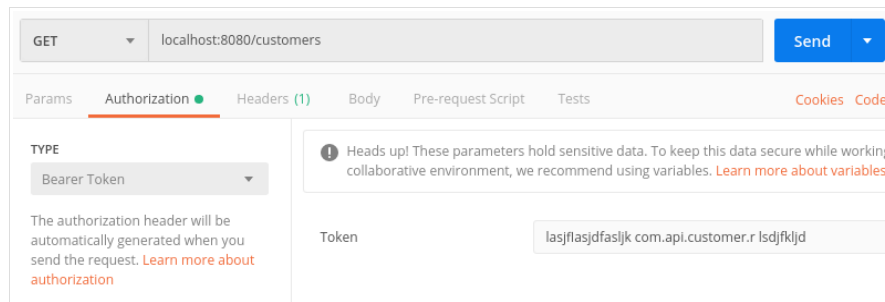 GET localhost:8080/customers Send
Params Authorization Headers (1) Body Pre-request Script Tests Cookies Code
TYPE
Bearer Token
The authorization header will be
automatically generated when you
send the request. Learn more about
authorization
Heads up! These parameters hold sensitive data. To keep this data secure while working
collaborative environment, we recommend using variables. Learn more about variables
Token lasjflasjdfasljk com.api.customer.r lsdjfkljd